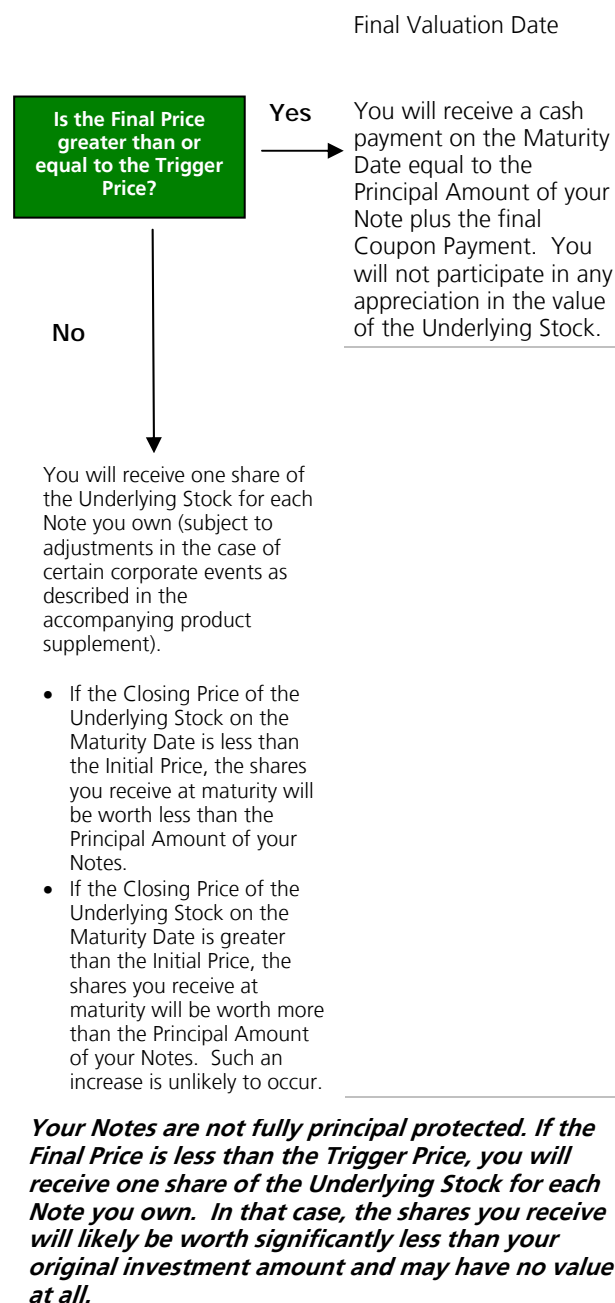 Final Valuation Date
Is the Final Price
greater than or
equal to the Trigger
Price?
Yes
You will receive a cash
payment on the Maturity
Date equal to the
Principal Amount of your
Note plus the final
Coupon Payment. You
will not participate in any
appreciation in the value
of the Underlying Stock.
No
You will receive one share of
the Underlying Stock for each
Note you own (subject to
adjustments in the case of
certain corporate events as
described in the
accompanying product
supplement).
• If the Closing Price of the
Underlying Stock on the
Maturity Date is less than
the Initial Price, the shares
you receive at maturity will
be worth less than the
Principal Amount of your
Notes.
• If the Closing Price of the
Underlying Stock on the
Maturity Date is greater
than the Initial Price, the
shares you receive at
maturity will be worth more
than the Principal Amount
of your Notes. Such an
increase is unlikely to occur.
Your Notes are not fully principal protected. If the
Final Price is less than the Trigger Price, you will
receive one share of the Underlying Stock for each
Note you own. In that case, the shares you receive
will likely be worth significantly less than your
original investment amount and may have no value
at all.